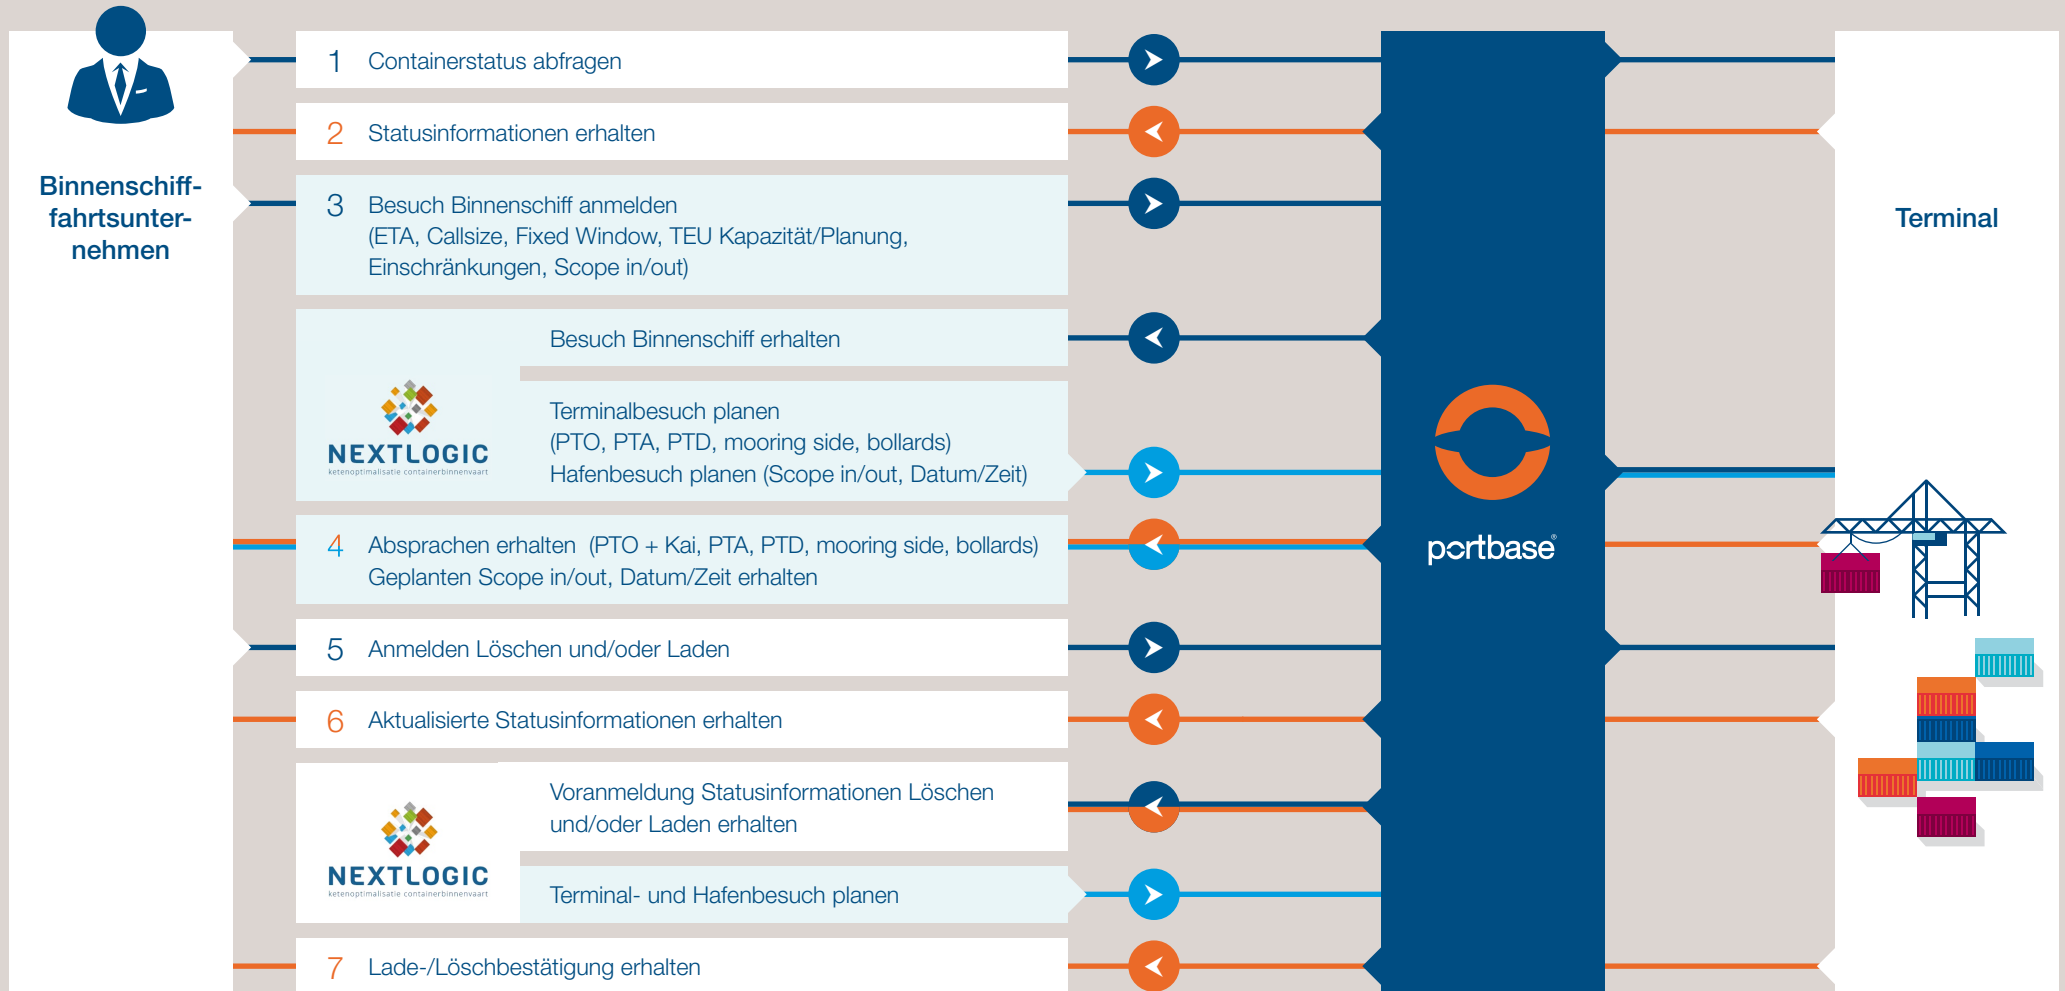 Binnenschiff-
fahrtsunter-
nehmen
1 Containerstatus abfragen
2 Statusinformationen erhalten
3 Besuch Binnenschiff anmelden
(ETA, Callsize, Fixed Window, TEU Kapazität/Planung,
Einschränkungen, Scope in/out)
Besuch Binnenschiff erhalten
NEXTLOGIC
ketenoptimalisatie containerbinnenvaart
Terminalbesuch planen
(PTO, PTA, PTD, mooring side, bollards)
Hafenbesuch planen (Scope in/out, Datum/Zeit)
4 Absprachen erhalten (PTO + Kai, PTA, PTD, mooring side, bollards)
Geplanten Scope in/out, Datum/Zeit erhalten
5 Anmelden Löschen und/oder Laden
6 Aktualisierte Statusinformationen erhalten
Voranmeldung Statusinformationen Löschen
und/oder Laden erhalten
NEXTLOGIC
ketenoptimalisatie containerbinnenvaart
Terminal- und Hafenbesuch planen
7 Lade-/Löschbestätigung erhalten
portbase®
Terminal